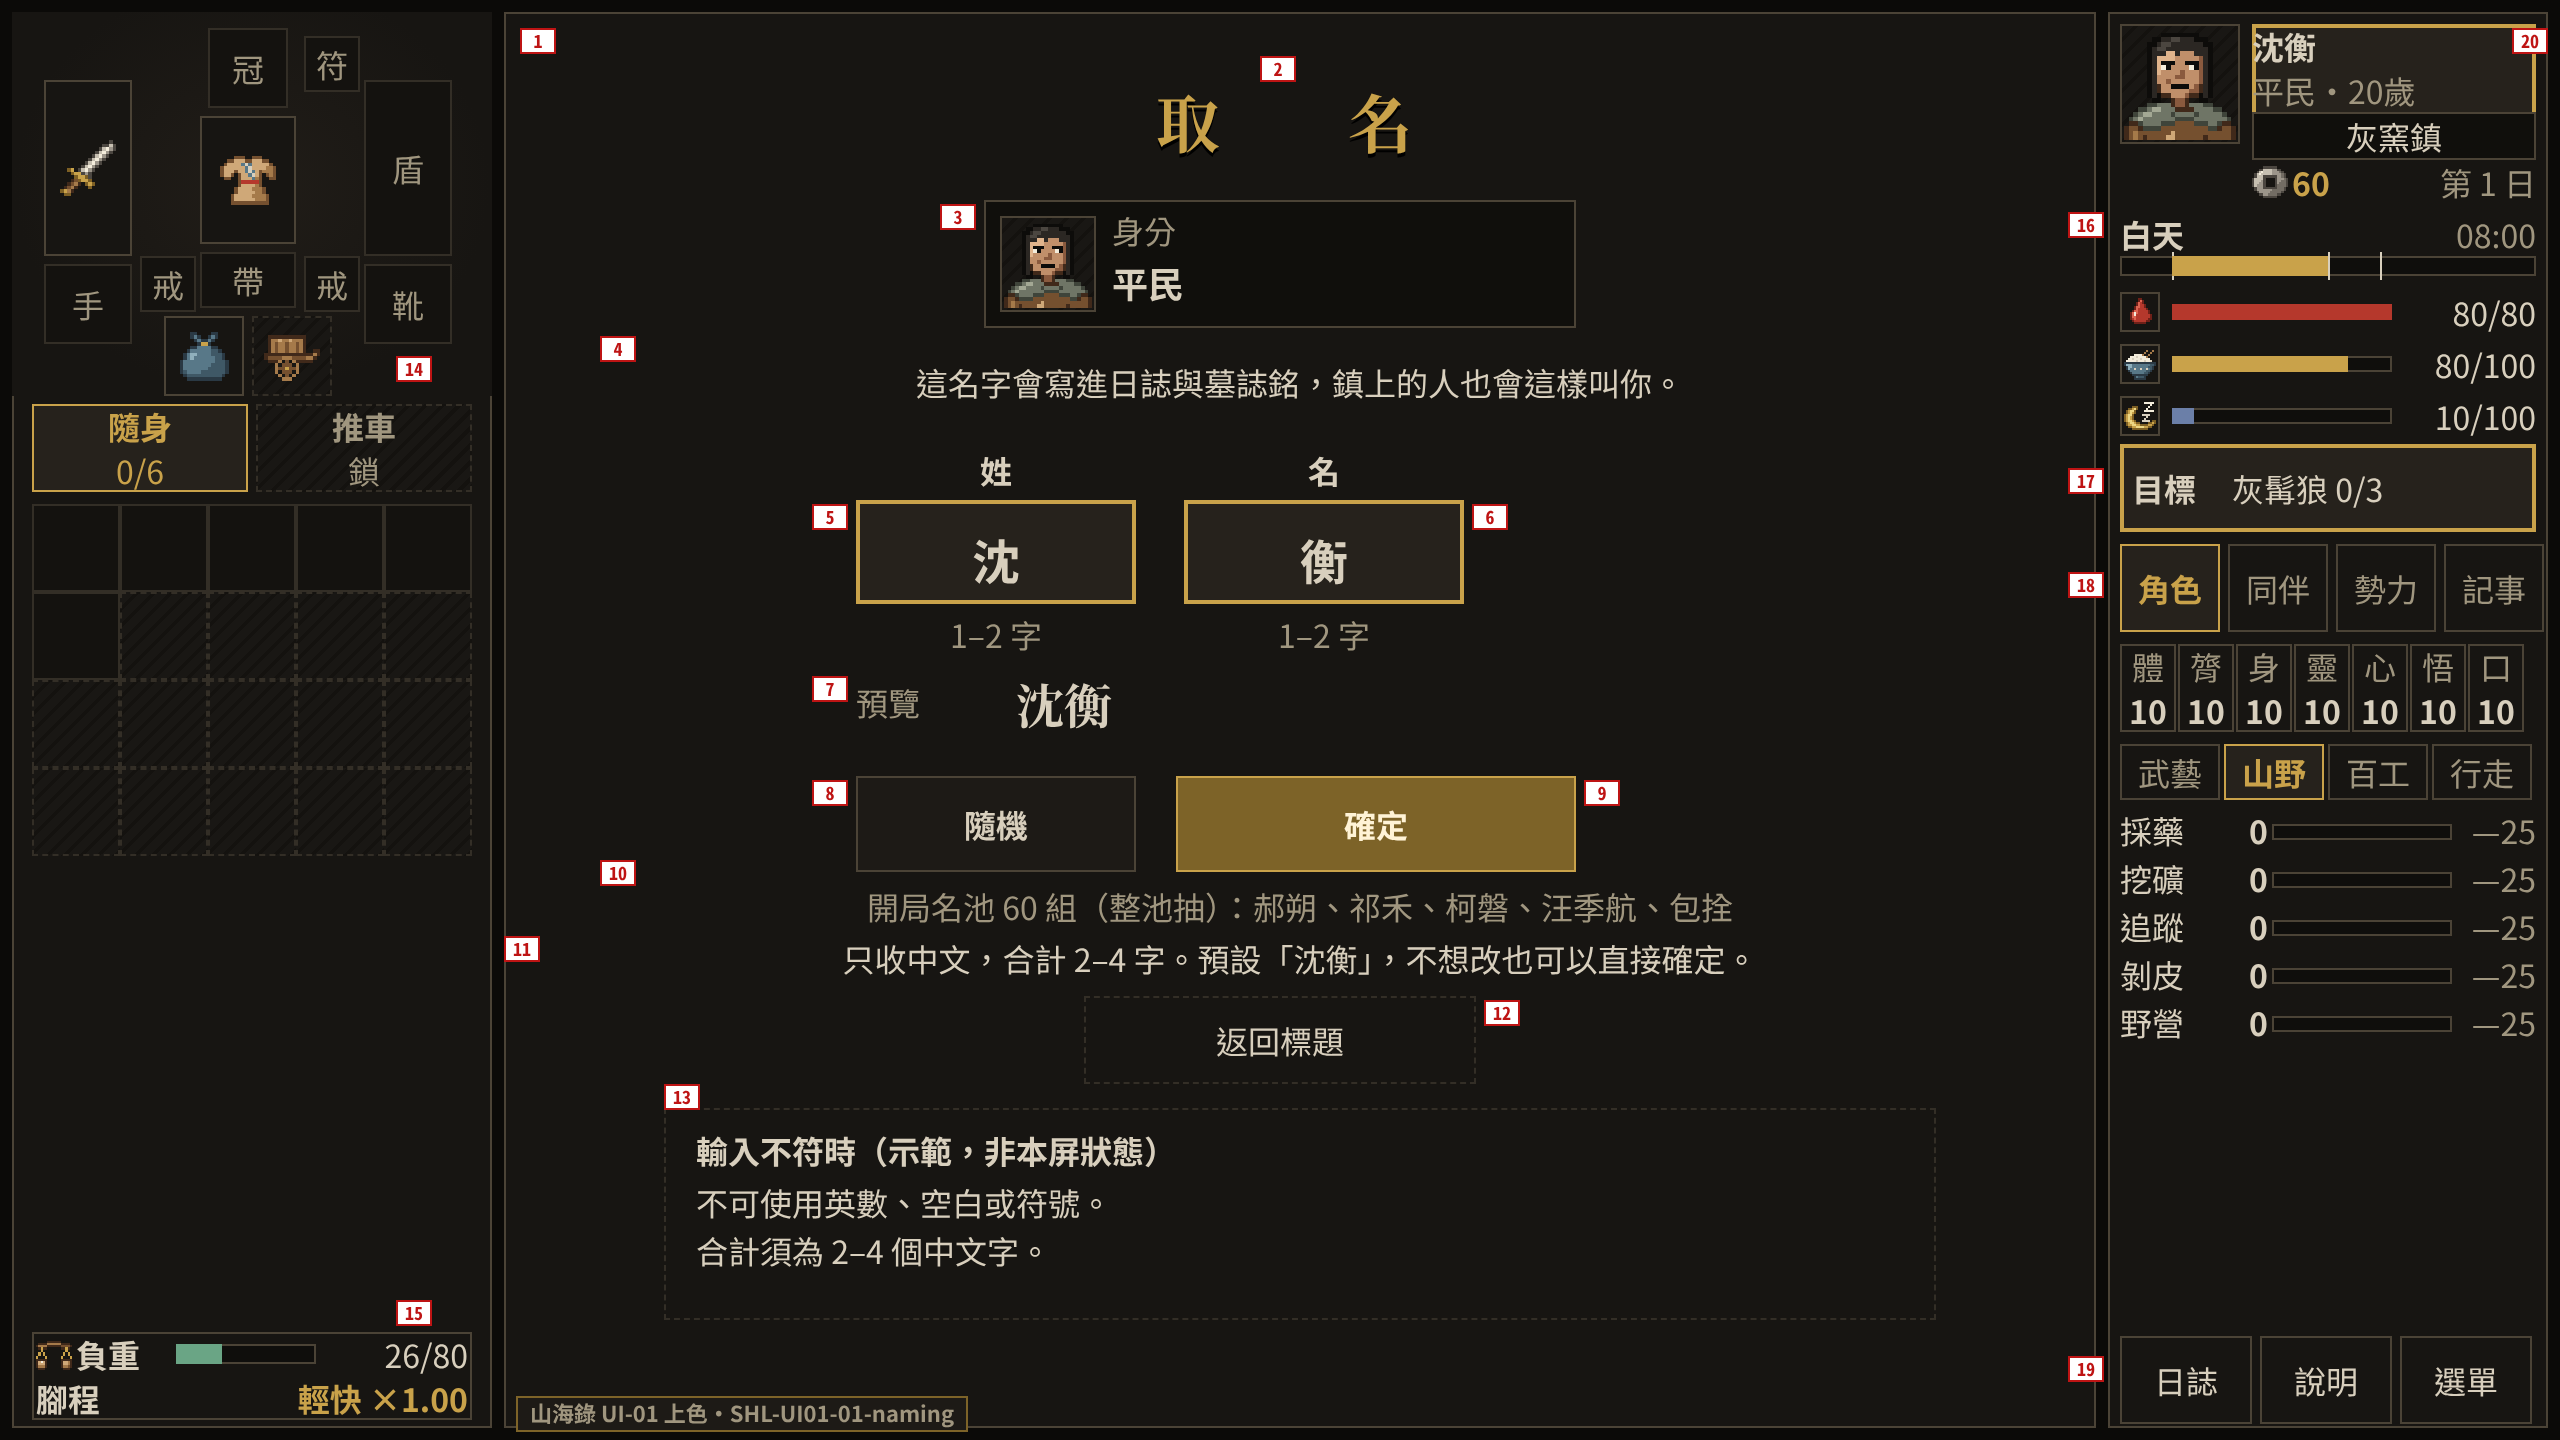 冠
符
盾
手
戒
帶
戒
靴
14
隨身
0/6
推車
鎖
15
負重
26/80
腳程
輕快 ×1.00
1
2
取 名
3
身分
平民
4
這名字會寫進日誌與墓誌銘，鎮上的人也會這樣叫你。
姓
名
5
沈
衡
6
1–2 字
1–2 字
7
預覽
沈衡
8
隨機
確定
9
10
開局名池 60 組（整池抽）：郝朔、祁禾、柯磐、汪季航、包拴
11
只收中文，合計 2–4 字。預設「沈衡」，不想改也可以直接確定。
返回標題
12
13
輸入不符時（示範，非本屏狀態）
不可使用英數、空白或符號。
合計須為 2–4 個中文字。
山海錄 UI-01 上色・SHL-UI01-01-naming
沈衡
20
平民・20歲
灰窯鎮
60
第 1 日
16
白天
08:00
80/80
80/100
10/100
17
目標
灰髯狼 0/3
18
角色
同伴
勢力
記事
體
膂
身
靈
心
悟
口
10
10
10
10
10
10
10
武藝
山野
百工
行走
採藥 0 —25
挖礦 0 —25
追蹤 0 —25
剝皮 0 —25
野營 0 —25
19
日誌
說明
選單